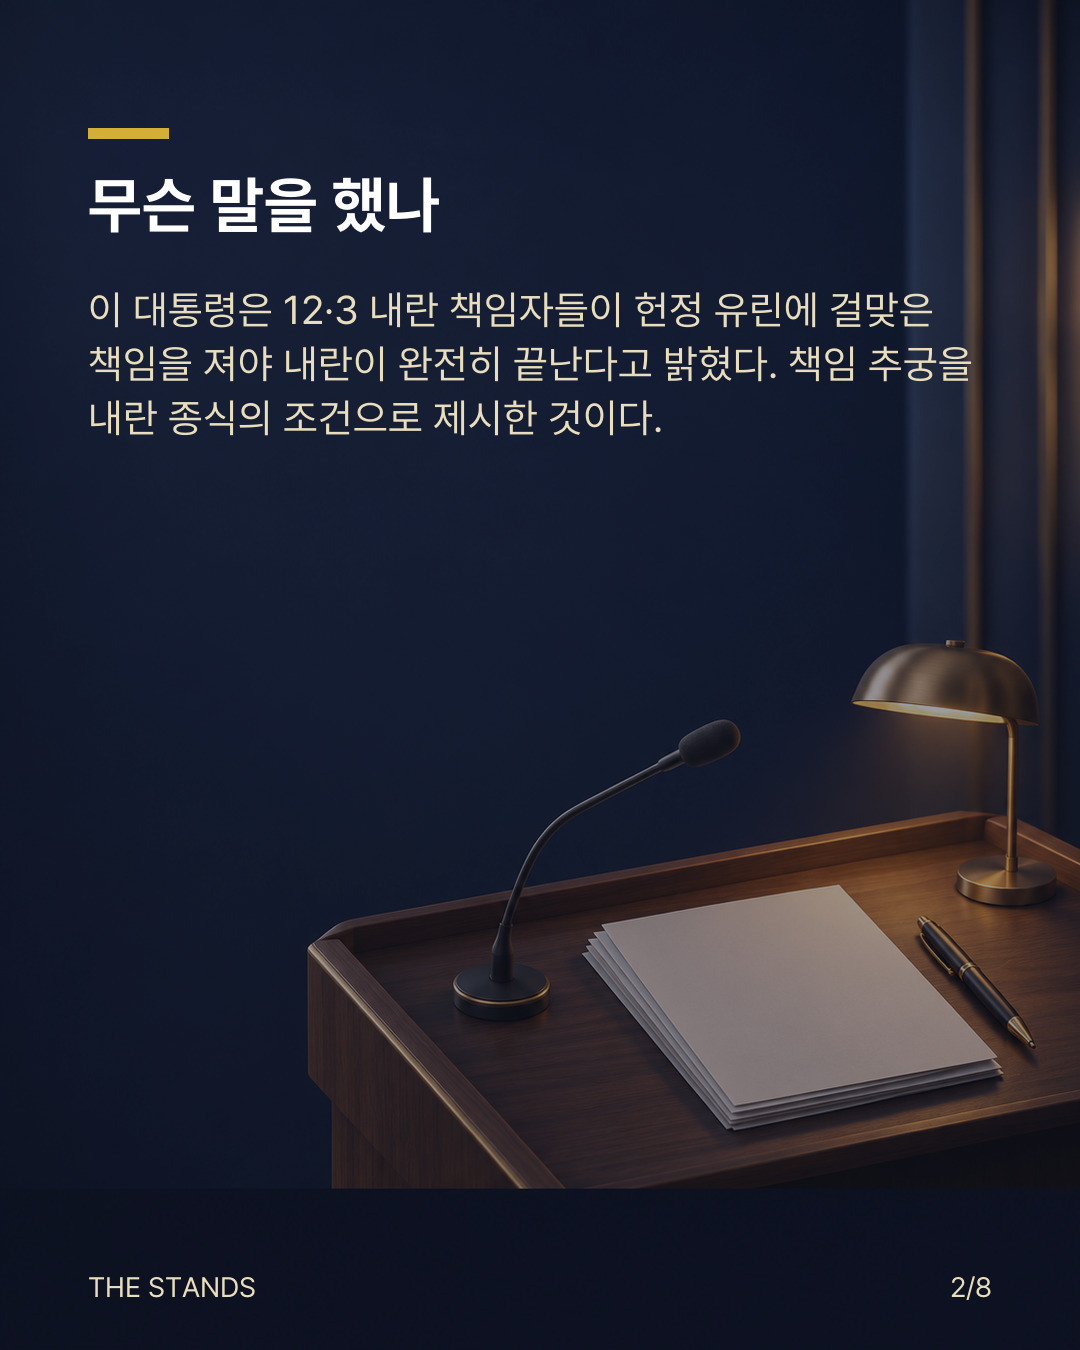 무슨 말을 했나
이 대통령은 12·3 내란 책임자들이 헌정 유린에 걸맞은
책임을 져야 내란이 완전히 끝난다고 밝혔다. 책임 추궁을
내란 종식의 조건으로 제시한 것이다.
THE STANDS
2/8